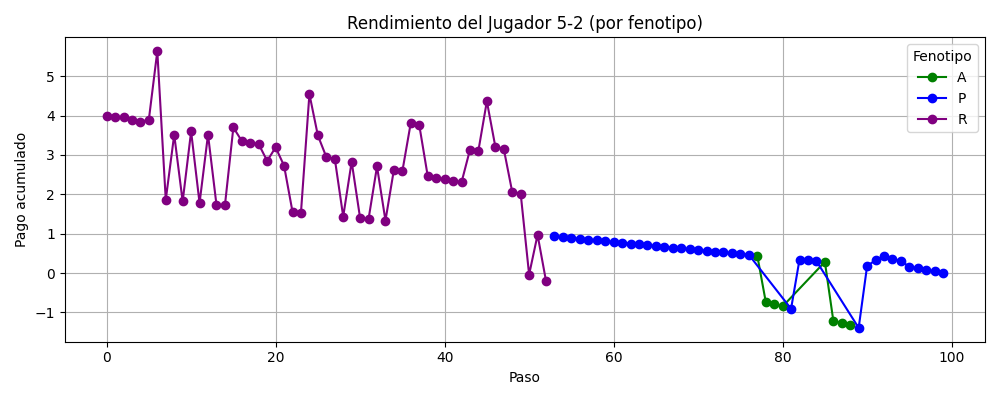 Rendimiento del Jugador 5-2 (por fenotipo)
Fenotipo
A
P
R
Pago acumulado
5
4
3
2
1
0
−1
0 20 40 60 80 100
Paso